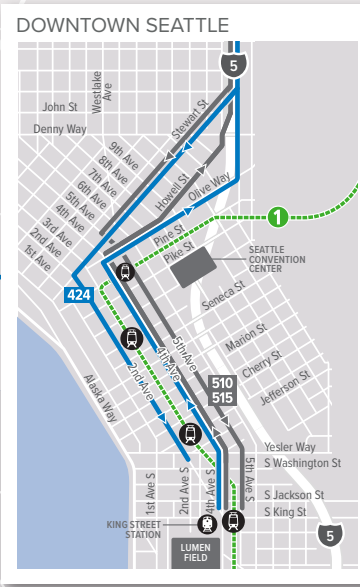 DOWNTOWN SEATTLE
5
John St
Westlake
Ave
Stewart St
Denny Way
9th Ave
8th Ave
7th Ave
6th Ave
5th Ave
4th Ave
3rd Ave
2nd Ave
1st Ave
Howell St
Olive Way
1
Pine St
Pike St
SEATTLE
CONVENTION
CENTER
424
Seneca St
Marion St
Cherry St
Jefferson St
5th Ave
4th Ave
2nd Ave
Alaska Way
510
515
Yesler Way
S Washington St
1st Ave S
2nd Ave S
4th Ave S
5th Ave S
S Jackson St
S King St
KING STREET
STATION
LUMEN
FIELD
5